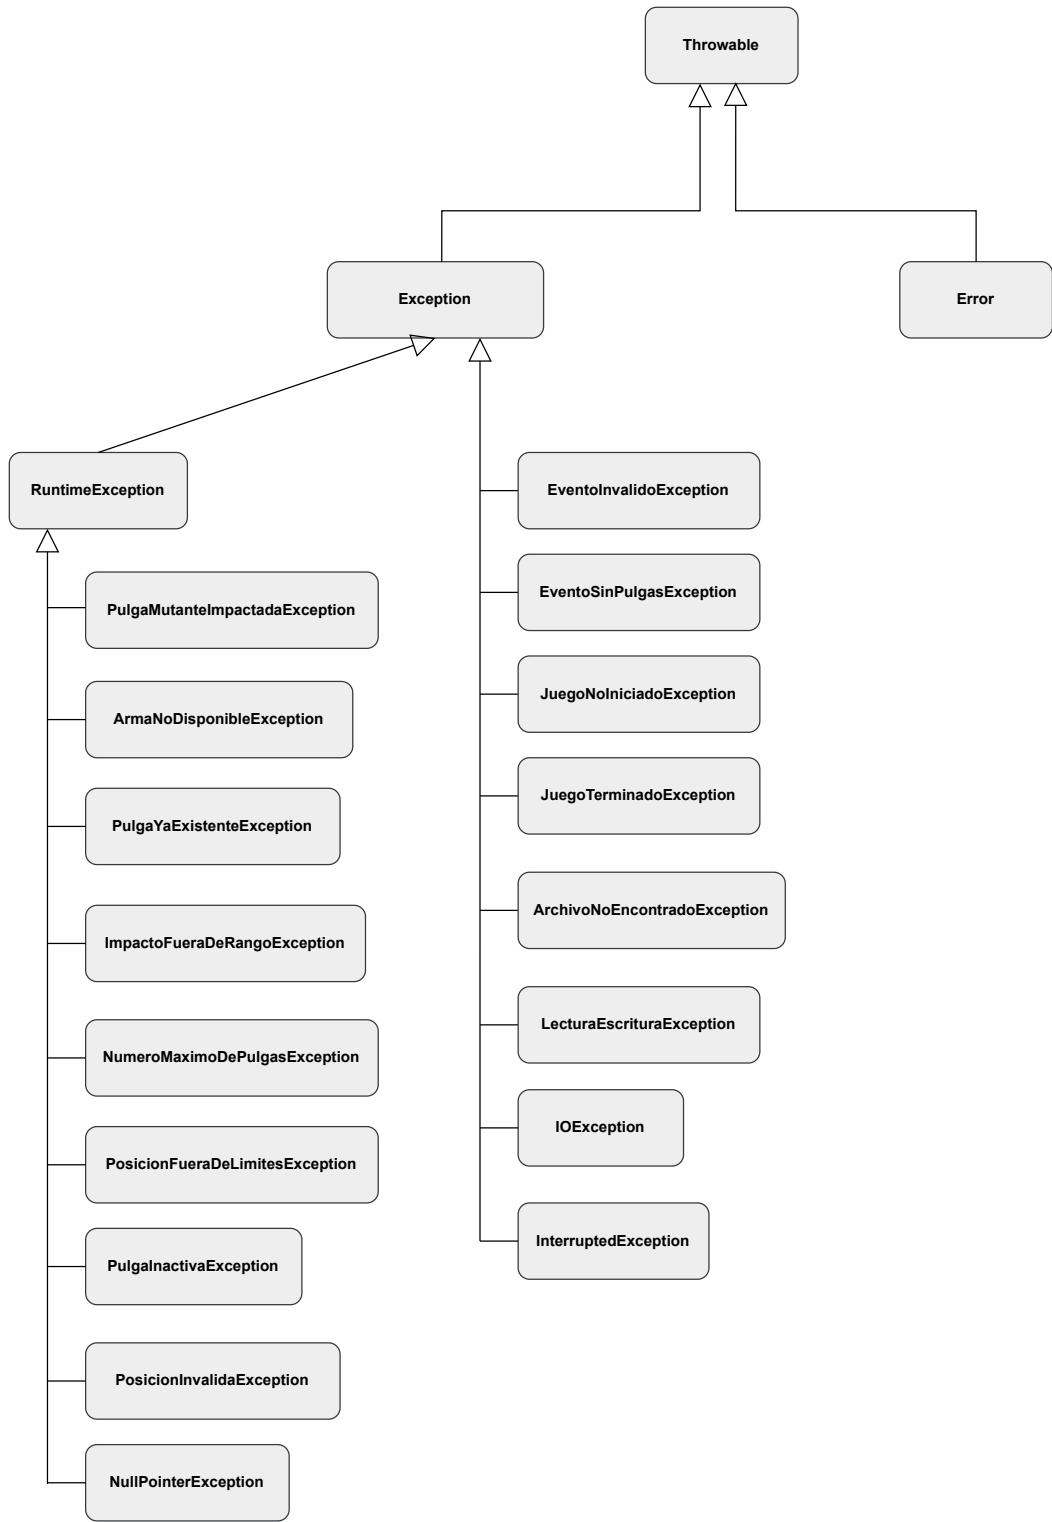 Throwable
Exception
Error
RuntimeException
PulgaMutanteImpactadaException
ArmaNoDisponibleException
PulgaYaExistenteException
ImpactoFueraDeRangoException
NumeroMaximoDePulgasException
PosicionFueraDeLimitesException
PulgaInactivaException
PosicionInvalidaException
NullPointerException
EventoInvalidoException
EventoSinPulgasException
JuegoNoIniciadoException
JuegoTerminadoException
ArchivoNoEncontradoException
LecturaEscrituraException
IOException
InterruptedException